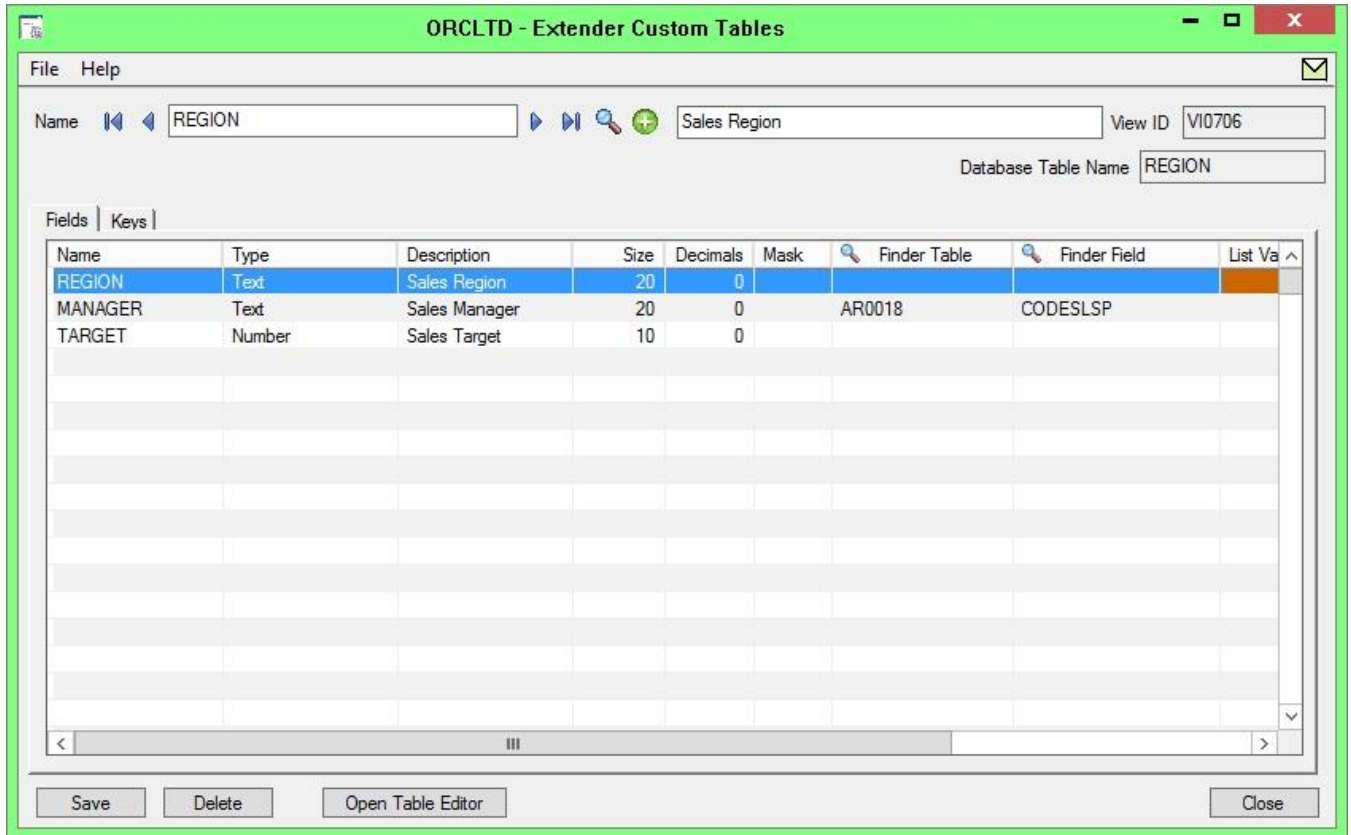 ORCLTD - Extender Custom Tables
File Help
Name REGION Sales Region View ID VI0706
Database Table Name REGION
Fields Keys
Name Type Description Size Decimals Mask Finder Table Finder Field List Va
REGION Text Sales Region 20 0
MANAGER Text Sales Manager 20 0 AR0018 CODESLSP
TARGET Number Sales Target 10 0
Save Delete Open Table Editor Close